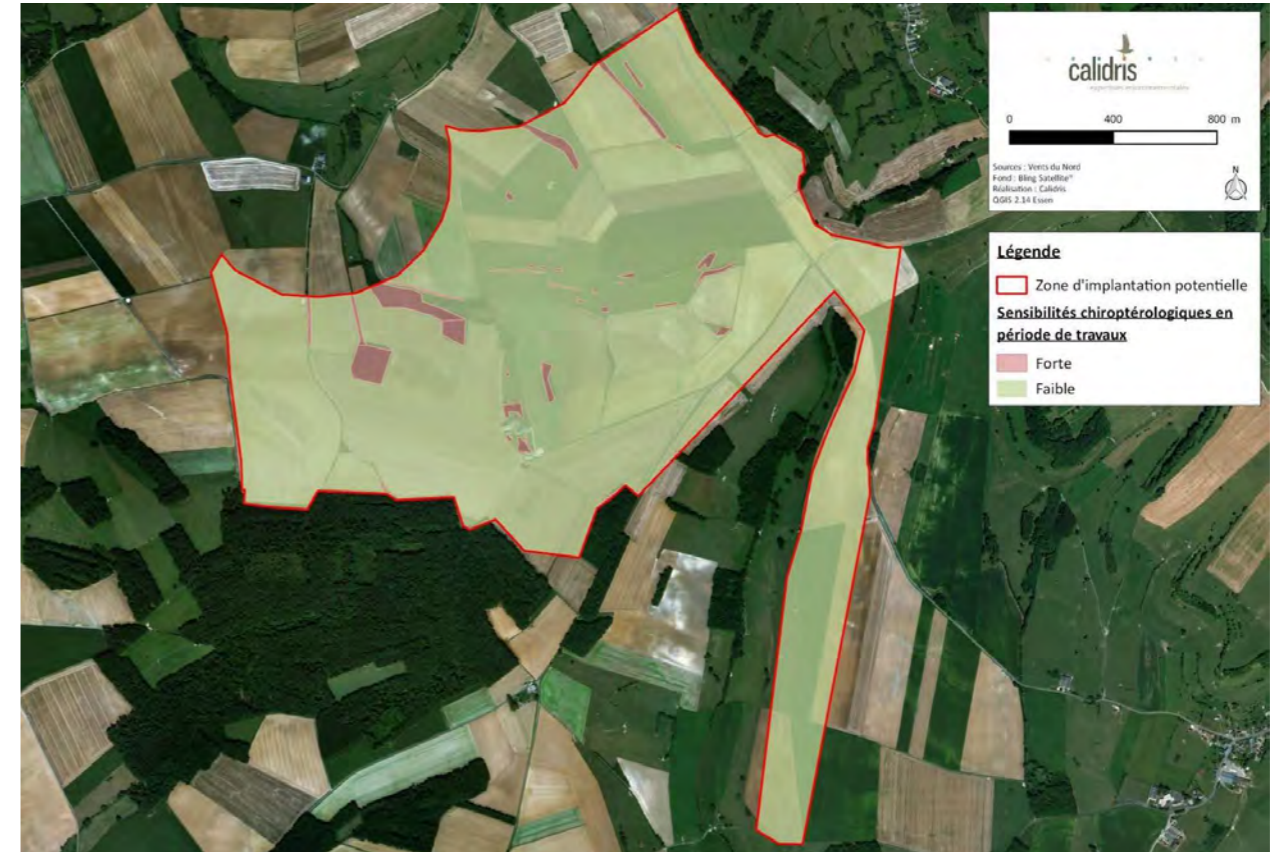 calidris
0 400 800 m
Sources : Vents du Nord
Fond : Bling Satellite"
Réalisation : Calidris
QGIS 2.14 Essen
N
Légende
Zone d'implantation potentielle
Sensibilités chiroptérologiques en
période de travaux
Forte
Faible